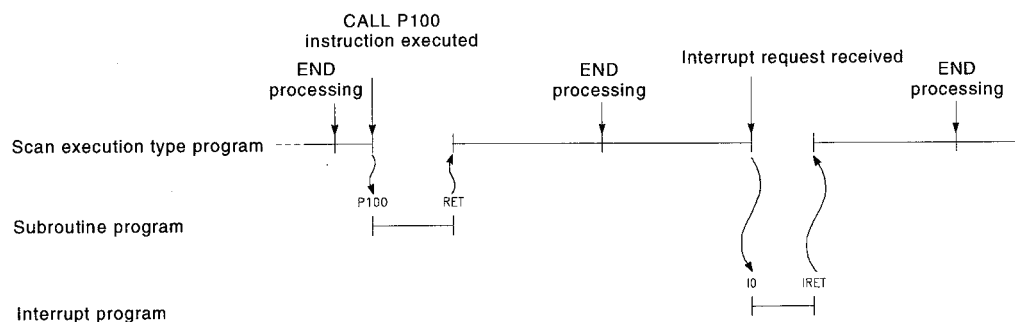 CALL P100
instruction executed
END
processing
END
processing
Interrupt request received
END
processing
Scan execution type program
P100
RET
Subroutine program
I0
IRET
Interrupt program